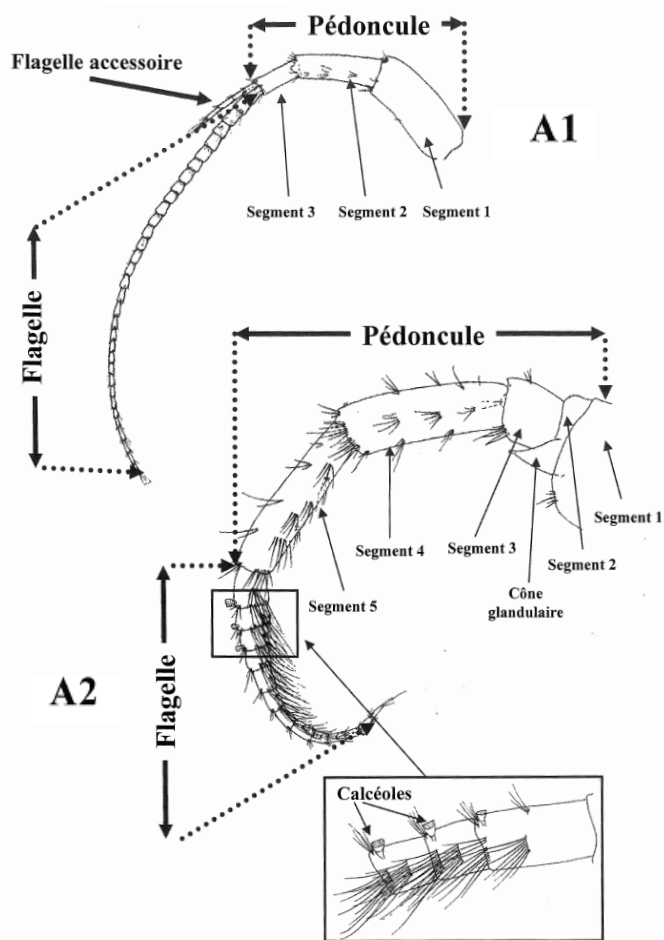 Pédoncule
Flagelle accessoire
A1
Segment 3
Segment 2
Segment 1
Flagelle
Pédoncule
Segment 1
Segment 2
Segment 3
Segment 4
Cône
glandulaire
Segment 5
A2
Flagelle
Calcéoles